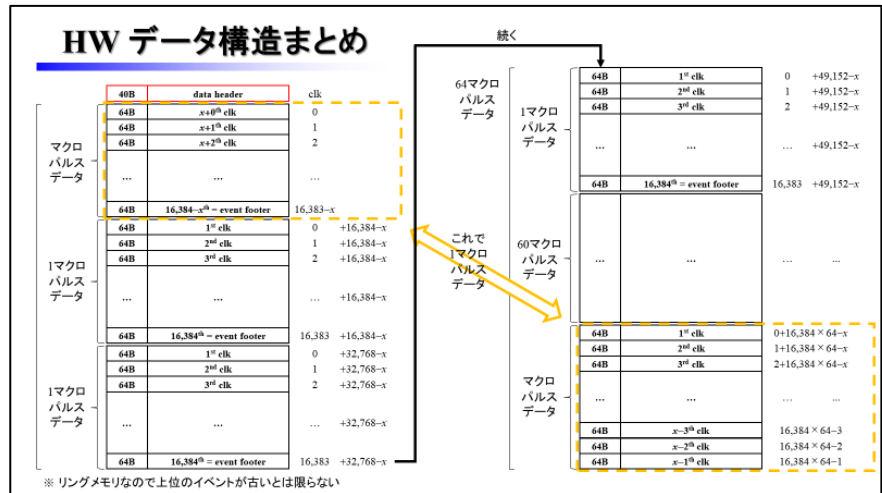 HW データ構造まとめ
続く
40B data header clk
64B x+0th clk 0
64B x+1th clk 1
64B x+2th clk 2
... ... ...
64B 16,384−xth = event footer 16,383−x
マクロ
パルス
データ
64B 1st clk 0 +16,384−x
64B 2nd clk 1 +16,384−x
64B 3rd clk 2 +16,384−x
... ... ... +16,384−x
64B 16,384th = event footer 16,383 +16,384−x
1マクロ
パルス
データ
64B 1st clk 0 +32,768−x
64B 2nd clk 1 +32,768−x
64B 3rd clk 2 +32,768−x
... ... ... +32,768−x
64B 16,384th = event footer 16,383 +32,768−x
1マクロ
パルス
データ
※ リングメモリなので上位のイベントが古いとは限らない
64マクロ
パルス
データ
64B 1st clk 0 +49,152−x
64B 2nd clk 1 +49,152−x
64B 3rd clk 2 +49,152−x
... ... ... +49,152−x
64B 16,384th = event footer 16,383 +49,152−x
1マクロ
パルス
データ
これで
1マクロ
パルス
データ
60マクロ
パルス
データ
... ... ... ...
64B 1st clk 0+16,384×64−x
64B 2nd clk 1+16,384×64−x
64B 3rd clk 2+16,384×64−x
... ... ... ...
64B x−3th clk 16,384×64−3
64B x−2th clk 16,384×64−2
64B x−1th clk 16,384×64−1
マクロ
パルス
データ